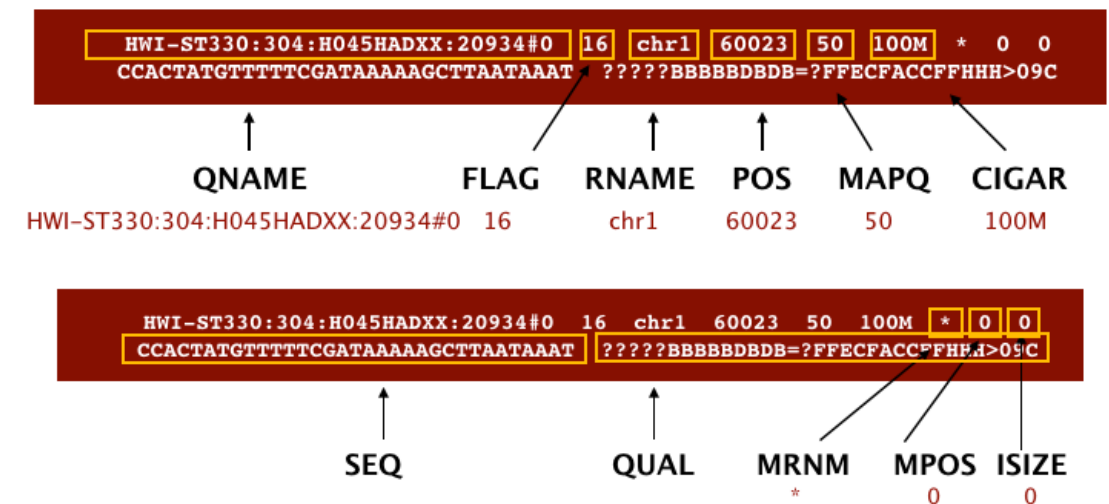 HWI-ST330:304:H045HADXX:20934#0 16 chr1 60023 50 100M * 0 0
CCACTATGTTTTTCGATAAAAAGCTTAATAAAT ?????BBBBBDBDB=?FFECFACCFFHHH>09C
QNAME FLAG RNAME POS MAPQ CIGAR
HWI-ST330:304:H045HADXX:20934#0 16 chr1 60023 50 100M
HWI-ST330:304:H045HADXX:20934#0 16 chr1 60023 50 100M * 0 0
CCACTATGTTTTTCGATAAAAAGCTTAATAAAT ?????BBBBBDBDB=?FFECFACCFFHHH>09C
SEQ QUAL MRNM MPOS ISIZE
* 0 0